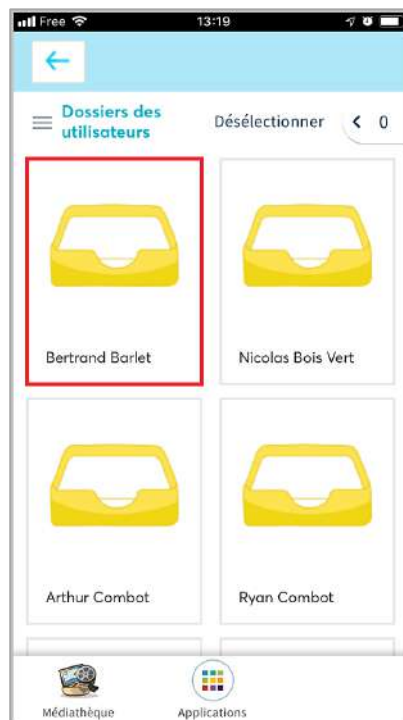 Free 13:19
Dossiers des
utilisateurs
Désélectionner 0
Bertrand Barlet
Nicolas Bois Vert
Arthur Combot
Ryan Combot
Médiathèque
Applications